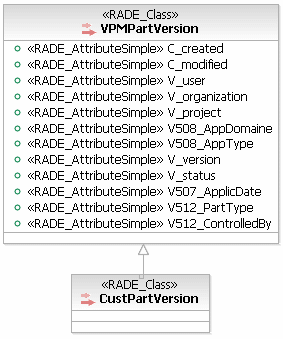 «RADE_Class»
VPMPartVersion
«RADE_AttributeSimple» C_created
«RADE_AttributeSimple» C_modified
«RADE_AttributeSimple» V_user
«RADE_AttributeSimple» V_organization
«RADE_AttributeSimple» V_project
«RADE_AttributeSimple» V508_AppDomaine
«RADE_AttributeSimple» V508_AppType
«RADE_AttributeSimple» V_version
«RADE_AttributeSimple» V_status
«RADE_AttributeSimple» V507_ApplicDate
«RADE_AttributeSimple» V512_PartType
«RADE_AttributeSimple» V512_ControlledBy
«RADE_Class»
CustPartVersion